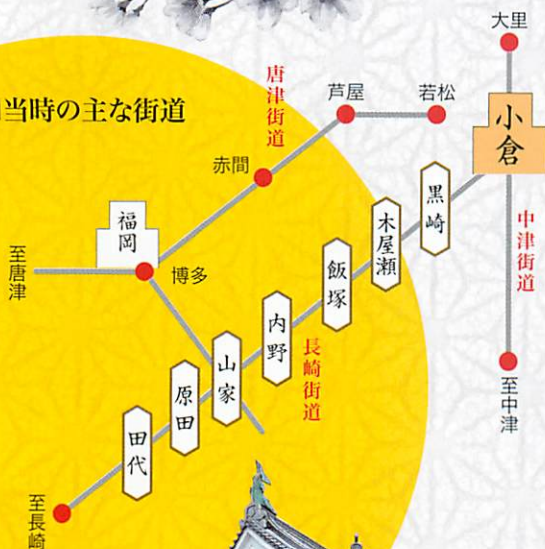 大里
当時の主な街道
唐津街道
芦屋
若松
小倉
赤間
黒崎
福岡
木屋瀬
中津街道
至唐津
博多
飯塚
内野
長崎街道
山家
原田
至中津
田代
至長崎